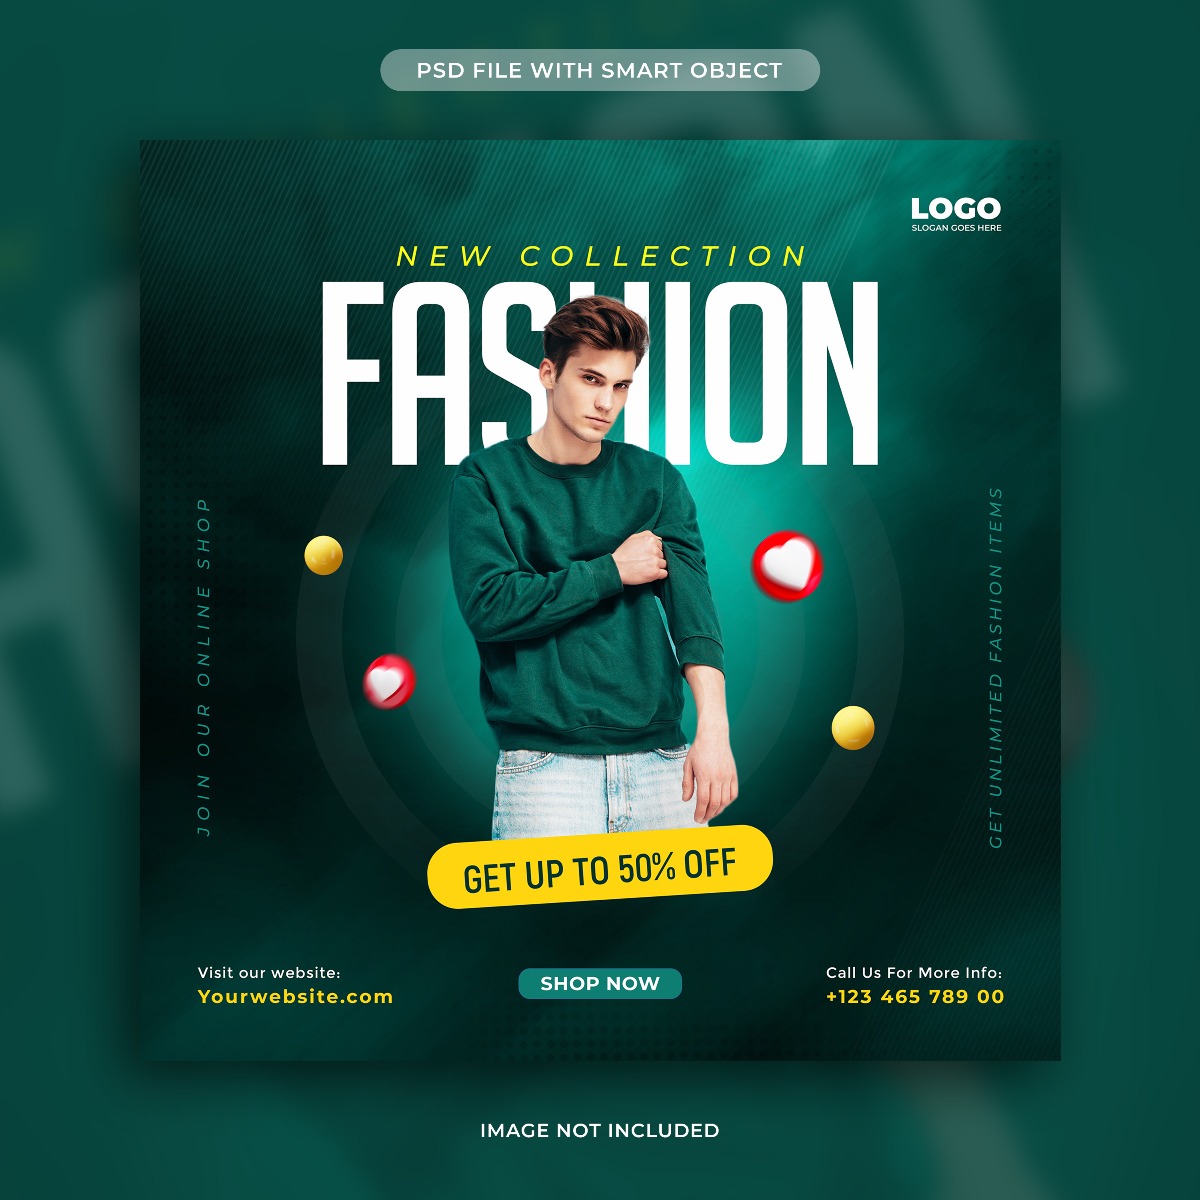 PSD FILE WITH SMART OBJECT
LOGO
SLOGAN GOES HERE
NEW COLLECTION
FASHION
JOIN OUR ONLINE SHOP
GET UNLIMITED FASHION ITEMS
GET UP TO 50% OFF
Visit our website:
Yourwebsite.com
SHOP NOW
Call Us For More Info:
+123 465 789 00
IMAGE NOT INCLUDED